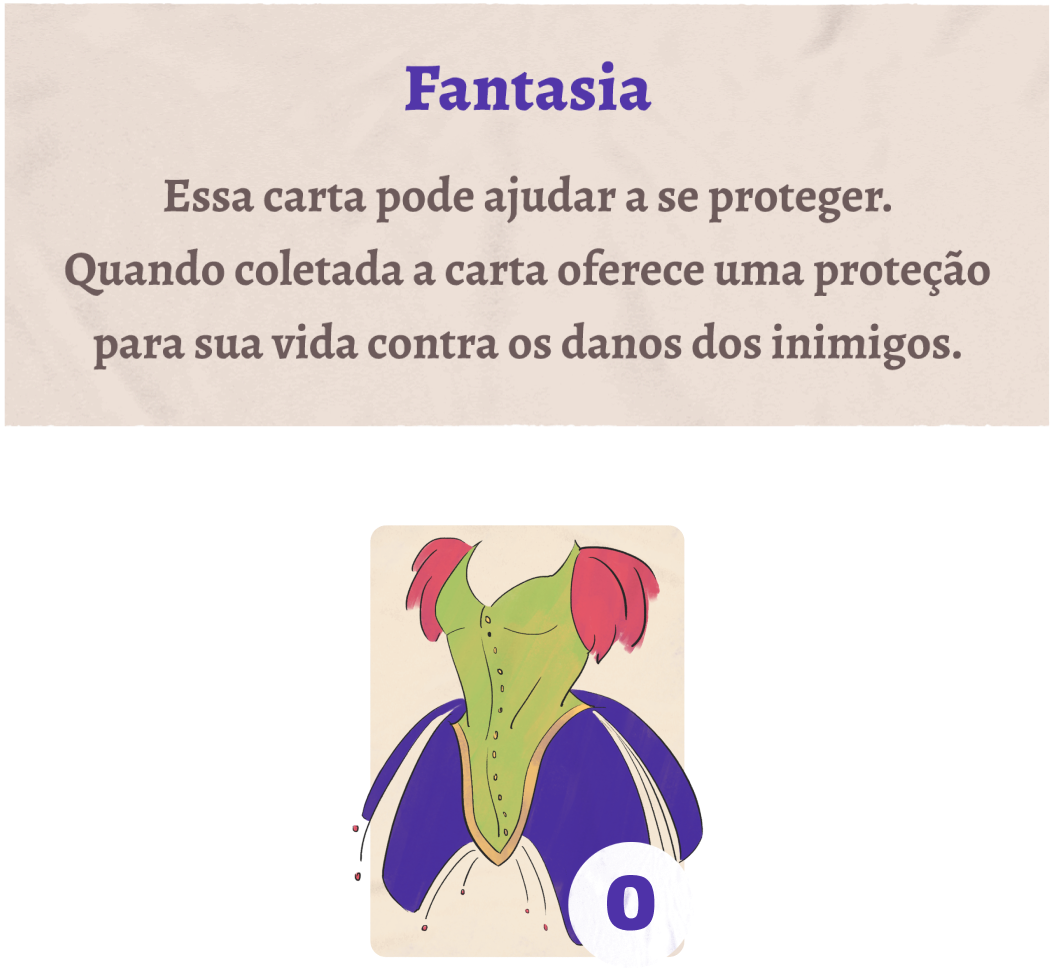 Fantasia
Essa carta pode ajudar a se proteger.
Quando coletada a carta oferece uma proteção
para sua vida contra os danos dos inimigos.
0